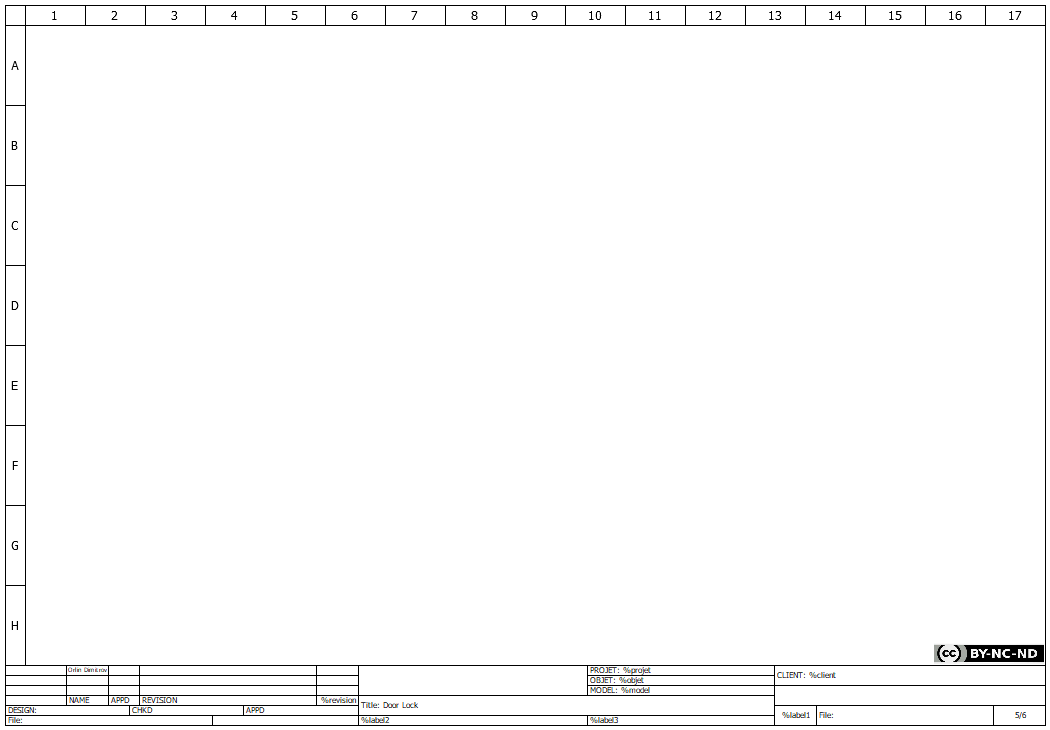 1 2 3 4 5 6 7 8 9 10 11 12 13 14 15 16 17
A
B
C
D
E
F
G
H
cc BY-NC-ND
Orlin Dimitrov
PROJET: %projet
OBJET: %objet
MODEL: %model
CLIENT: %client
NAME APPD REVISION %revision
Title: Door Lock
DESIGN: CHKD APPD
%label1 File: 5/6
File: %label2 %label3